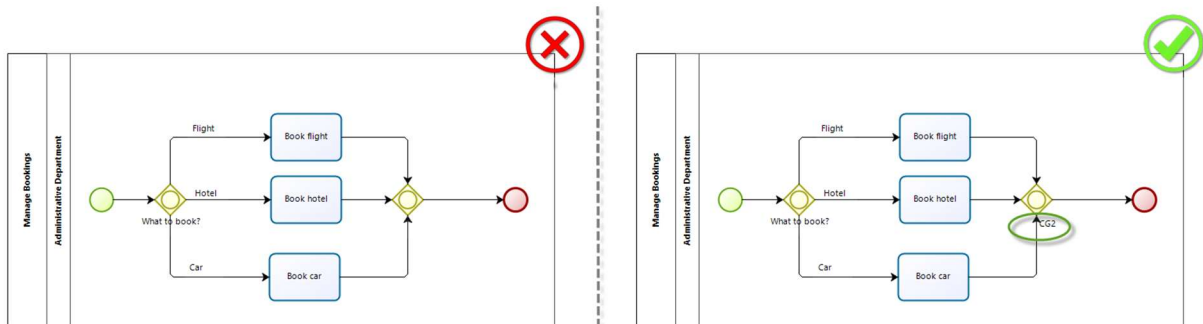 Manage Bookings
Administrative Department
Flight
Book flight
Hotel
Book hotel
What to book?
Car
Book car
Manage Bookings
Administrative Department
Flight
Book flight
Hotel
Book hotel
What to book?
CG2
Car
Book car